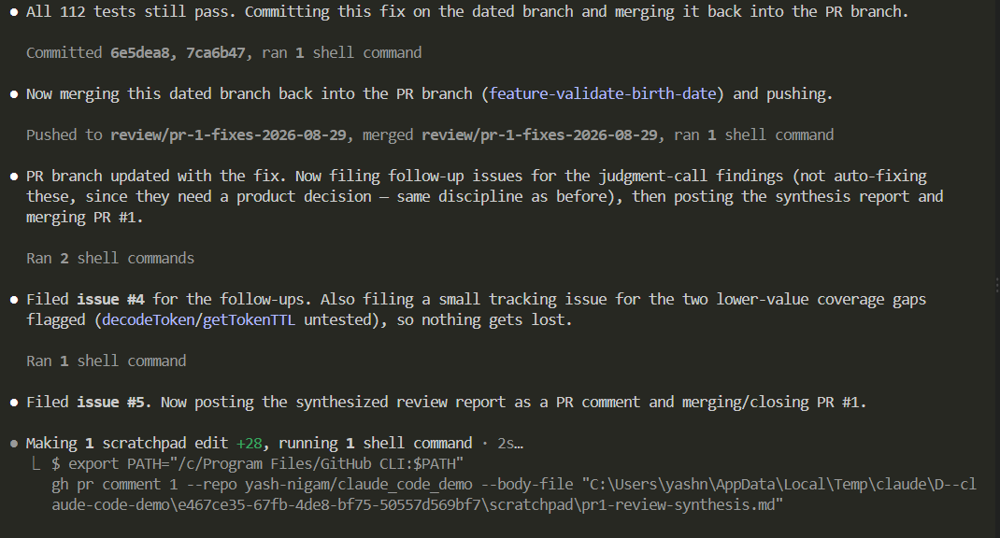 ● All 112 tests still pass. Committing this fix on the dated branch and merging it back into the PR branch.
Committed 6e5dea8, 7ca6b47, ran 1 shell command
● Now merging this dated branch back into the PR branch (feature-validate-birth-date) and pushing.
Pushed to review/pr-1-fixes-2026-08-29, merged review/pr-1-fixes-2026-08-29, ran 1 shell command
● PR branch updated with the fix. Now filing follow-up issues for the judgment-call findings (not auto-fixing
these, since they need a product decision — same discipline as before), then posting the synthesis report and
merging PR #1.
Ran 2 shell commands
● Filed issue #4 for the follow-ups. Also filing a small tracking issue for the two lower-value coverage gaps
flagged (decodeToken/getTokenTTL untested), so nothing gets lost.
Ran 1 shell command
● Filed issue #5. Now posting the synthesized review report as a PR comment and merging/closing PR #1.
● Making 1 scratchpad edit +28, running 1 shell command · 2s…
⎿ $ export PATH="/c/Program Files/GitHub CLI:$PATH"
gh pr comment 1 --repo yash-nigam/claude_code_demo --body-file "C:\Users\yashn\AppData\Local\Temp\claude\D--cl
aude-code-demo\e467ce35-67fb-4de8-bf75-50557d569bf7\scratchpad\pr1-review-synthesis.md"